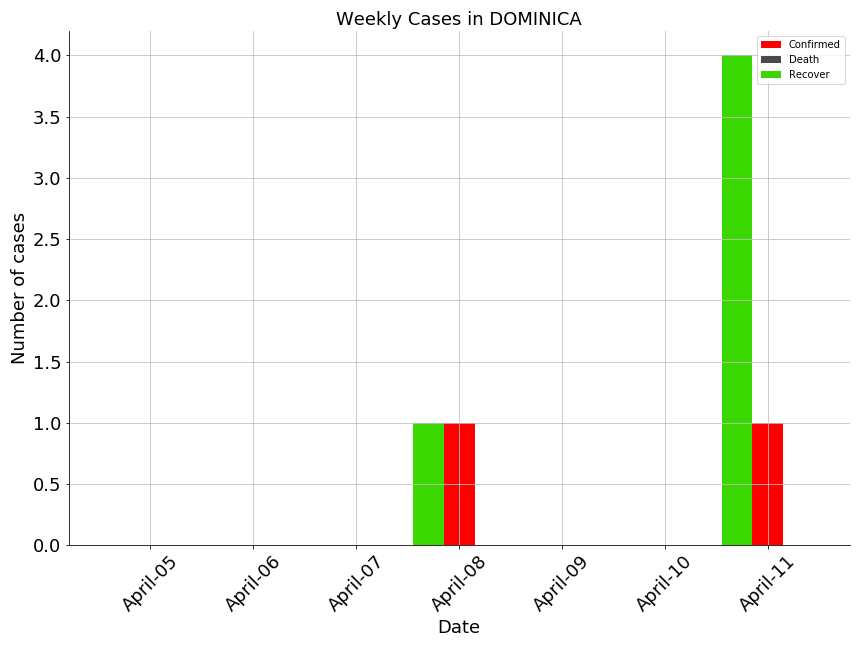 Weekly Cases in DOMINICA
Confirmed
Death
Recover
Number of cases
4.0
3.5
3.0
2.5
2.0
1.5
1.0
0.5
0.0
April-05
April-06
April-07
April-08
April-09
April-10
April-11
Date